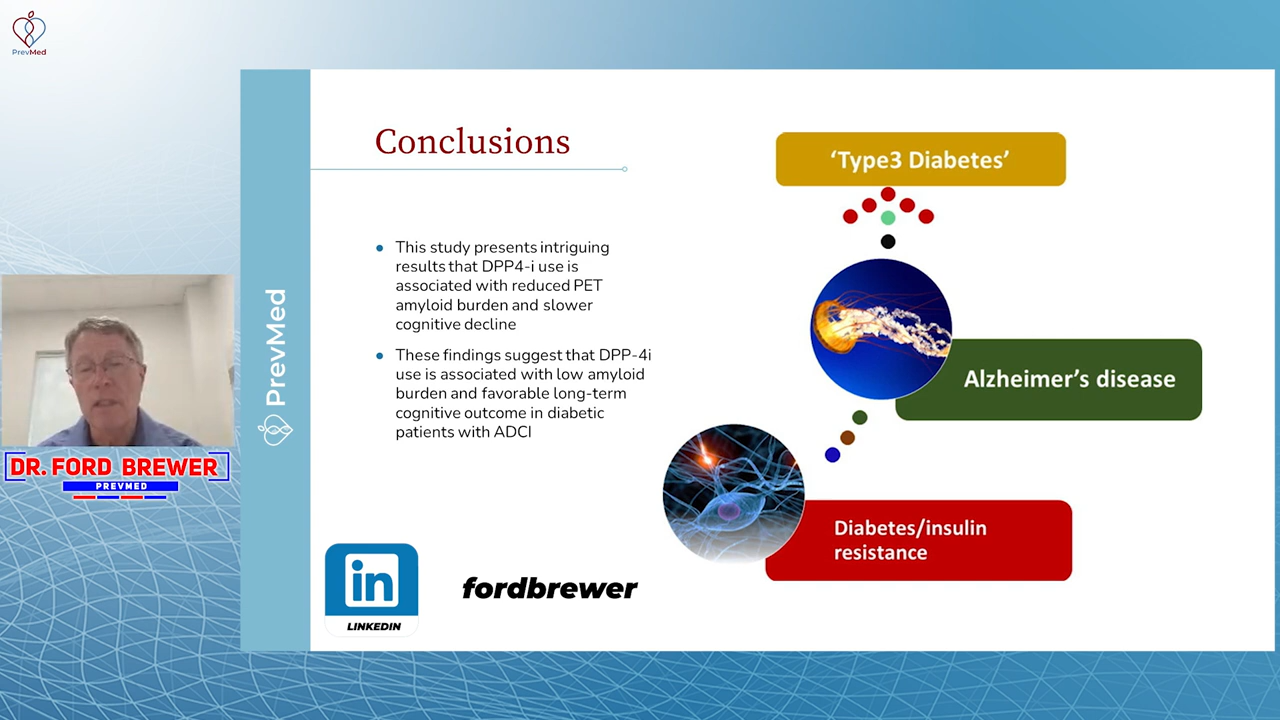 PrevMed
Conclusions
This study presents intriguing
results that DPP4-i use is
associated with reduced PET
amyloid burden and slower
cognitive decline
These findings suggest that DPP-4i
use is associated with low amyloid
burden and favorable long-term
cognitive outcome in diabetic
patients with ADCI
'Type3 Diabetes'
Alzheimer's disease
Diabetes/insulin
resistance
PrevMed
DR. FORD BREWER
PREVMED
in
LINKEDIN
fordbrewer